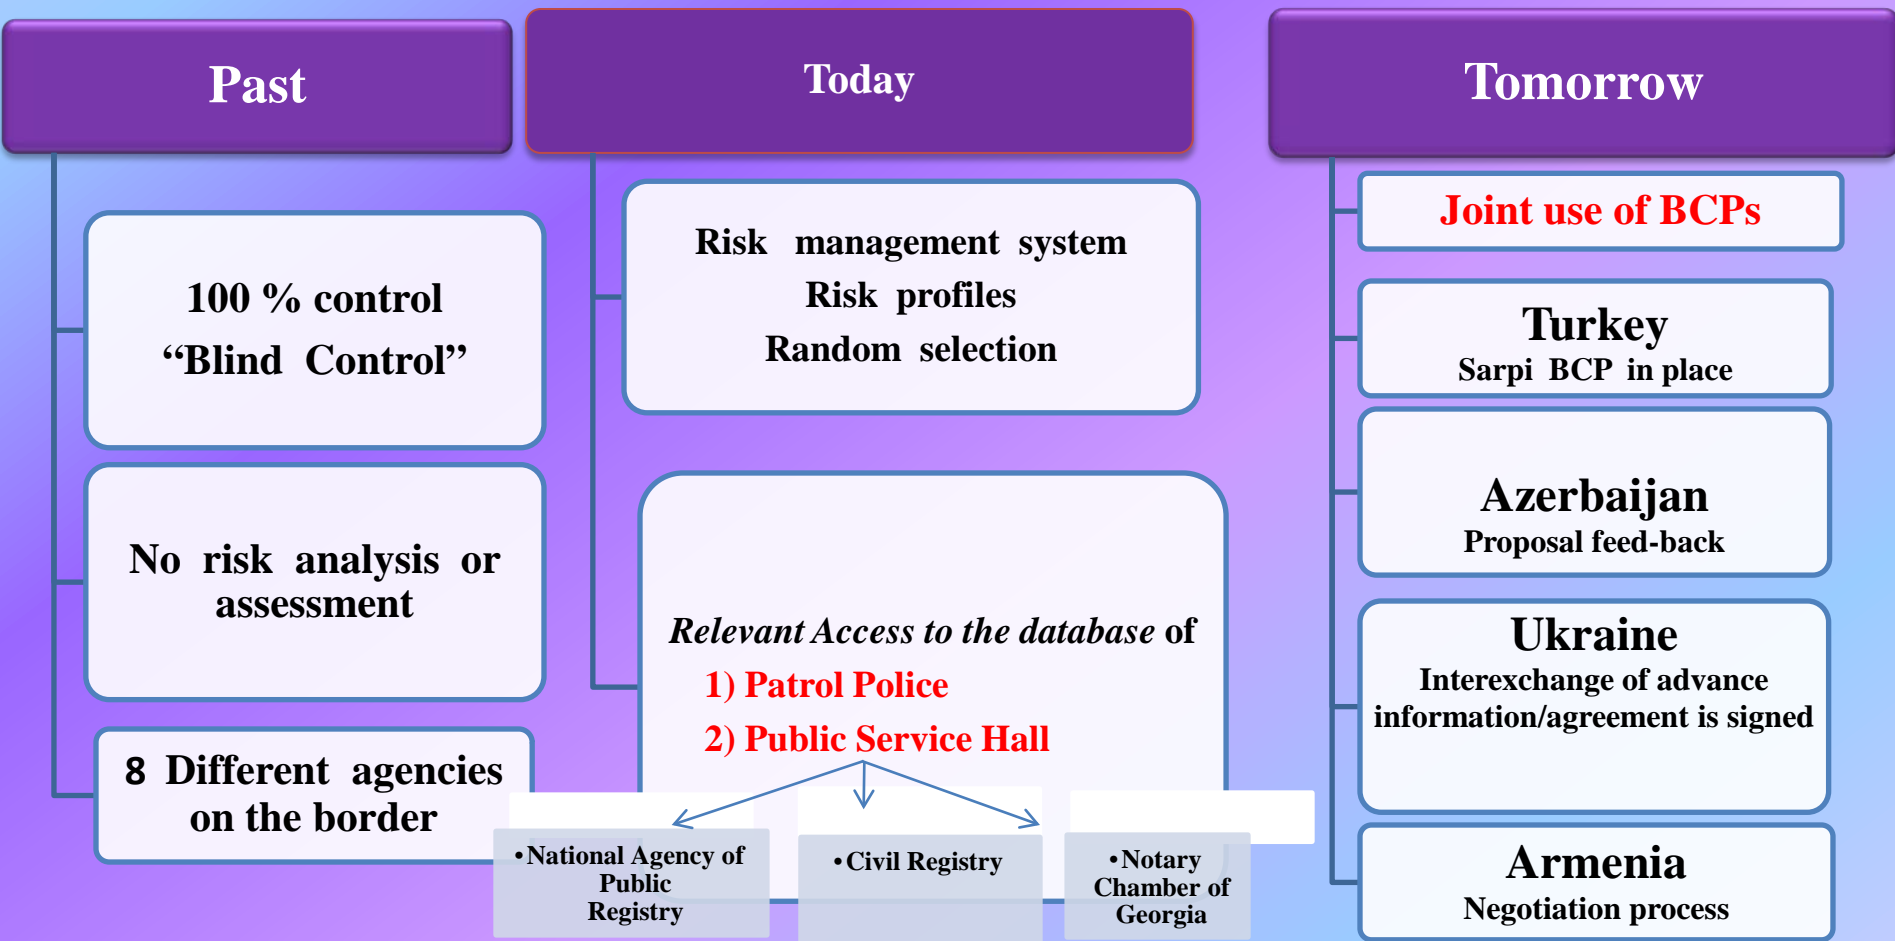 Past
100 % control
“Blind Control”
No risk analysis or
assessment
8 Different agencies
on the border
Today
Risk management system
Risk profiles
Random selection
Relevant Access to the database of
1) Patrol Police
2) Public Service Hall
•National Agency of
Public
Registry
•Civil Registry
•Notary
Chamber of
Georgia
Tomorrow
Joint use of BCPs
Turkey
Sarpi BCP in place
Azerbaijan
Proposal feed-back
Ukraine
Interexchange of advance
information/agreement is signed
Armenia
Negotiation process